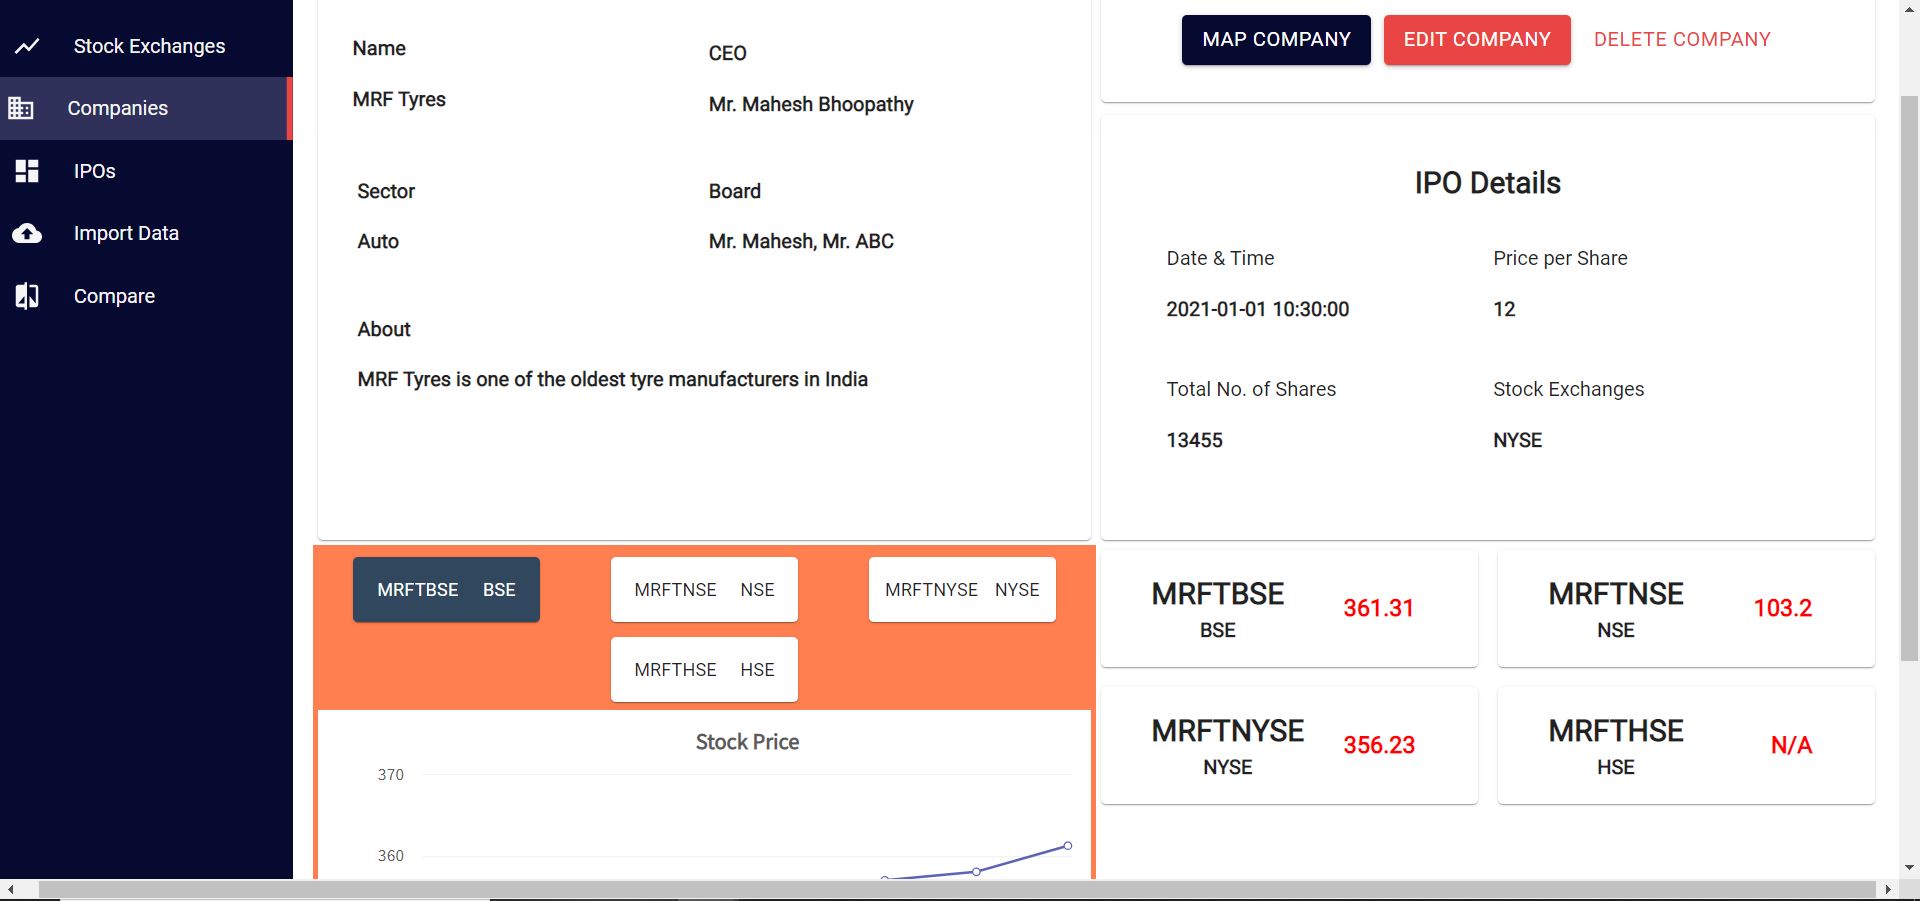 Stock Exchanges
Companies
IPOs
Import Data
Compare
Name
CEO
MRF Tyres
Mr. Mahesh Bhoopathy
Sector
Board
Auto
Mr. Mahesh, Mr. ABC
About
MRF Tyres is one of the oldest tyre manufacturers in India
MAP COMPANY EDIT COMPANY DELETE COMPANY
IPO Details
Date & Time
Price per Share
2021-01-01 10:30:00
12
Total No. of Shares
Stock Exchanges
13455
NYSE
MRFTBSE BSE
MRFTNSE NSE
MRFTNYSE NYSE
MRFTHSE HSE
Stock Price
370
360
MRFTBSE
BSE
361.31
MRFTNSE
NSE
103.2
MRFTNYSE
NYSE
356.23
MRFTHSE
HSE
N/A